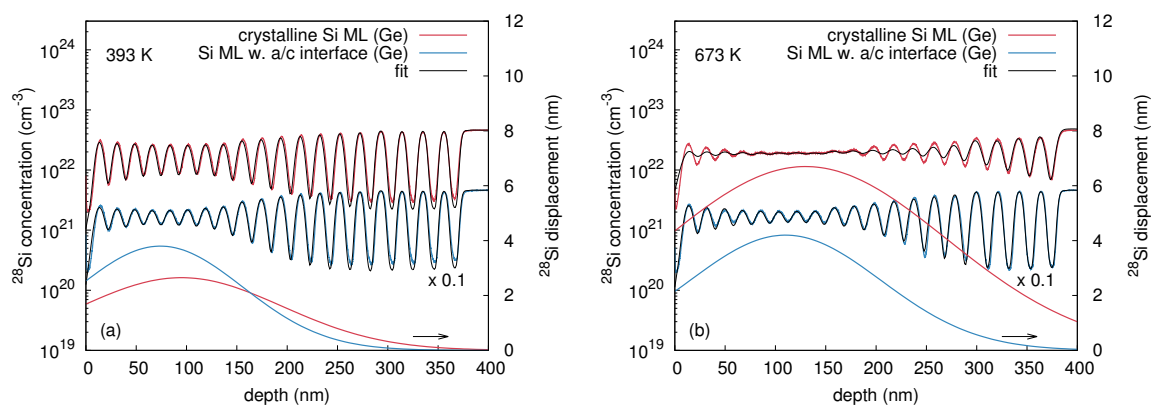 crystalline Si ML (Ge)
Si ML w. a/c interface (Ge)
fit
393 K
10^24
10^23
10^22
10^21
10^20
10^19
^28Si concentration (cm^-3)
12
10
8
6
4
2
0
^28Si displacement (nm)
x 0.1
(a)
0 50 100 150 200 250 300 350 400
depth (nm)
crystalline Si ML (Ge)
Si ML w. a/c interface (Ge)
fit
673 K
10^24
10^23
10^22
10^21
10^20
10^19
^28Si concentration (cm^-3)
12
10
8
6
4
2
0
^28Si displacement (nm)
x 0.1
(b)
0 50 100 150 200 250 300 350 400
depth (nm)